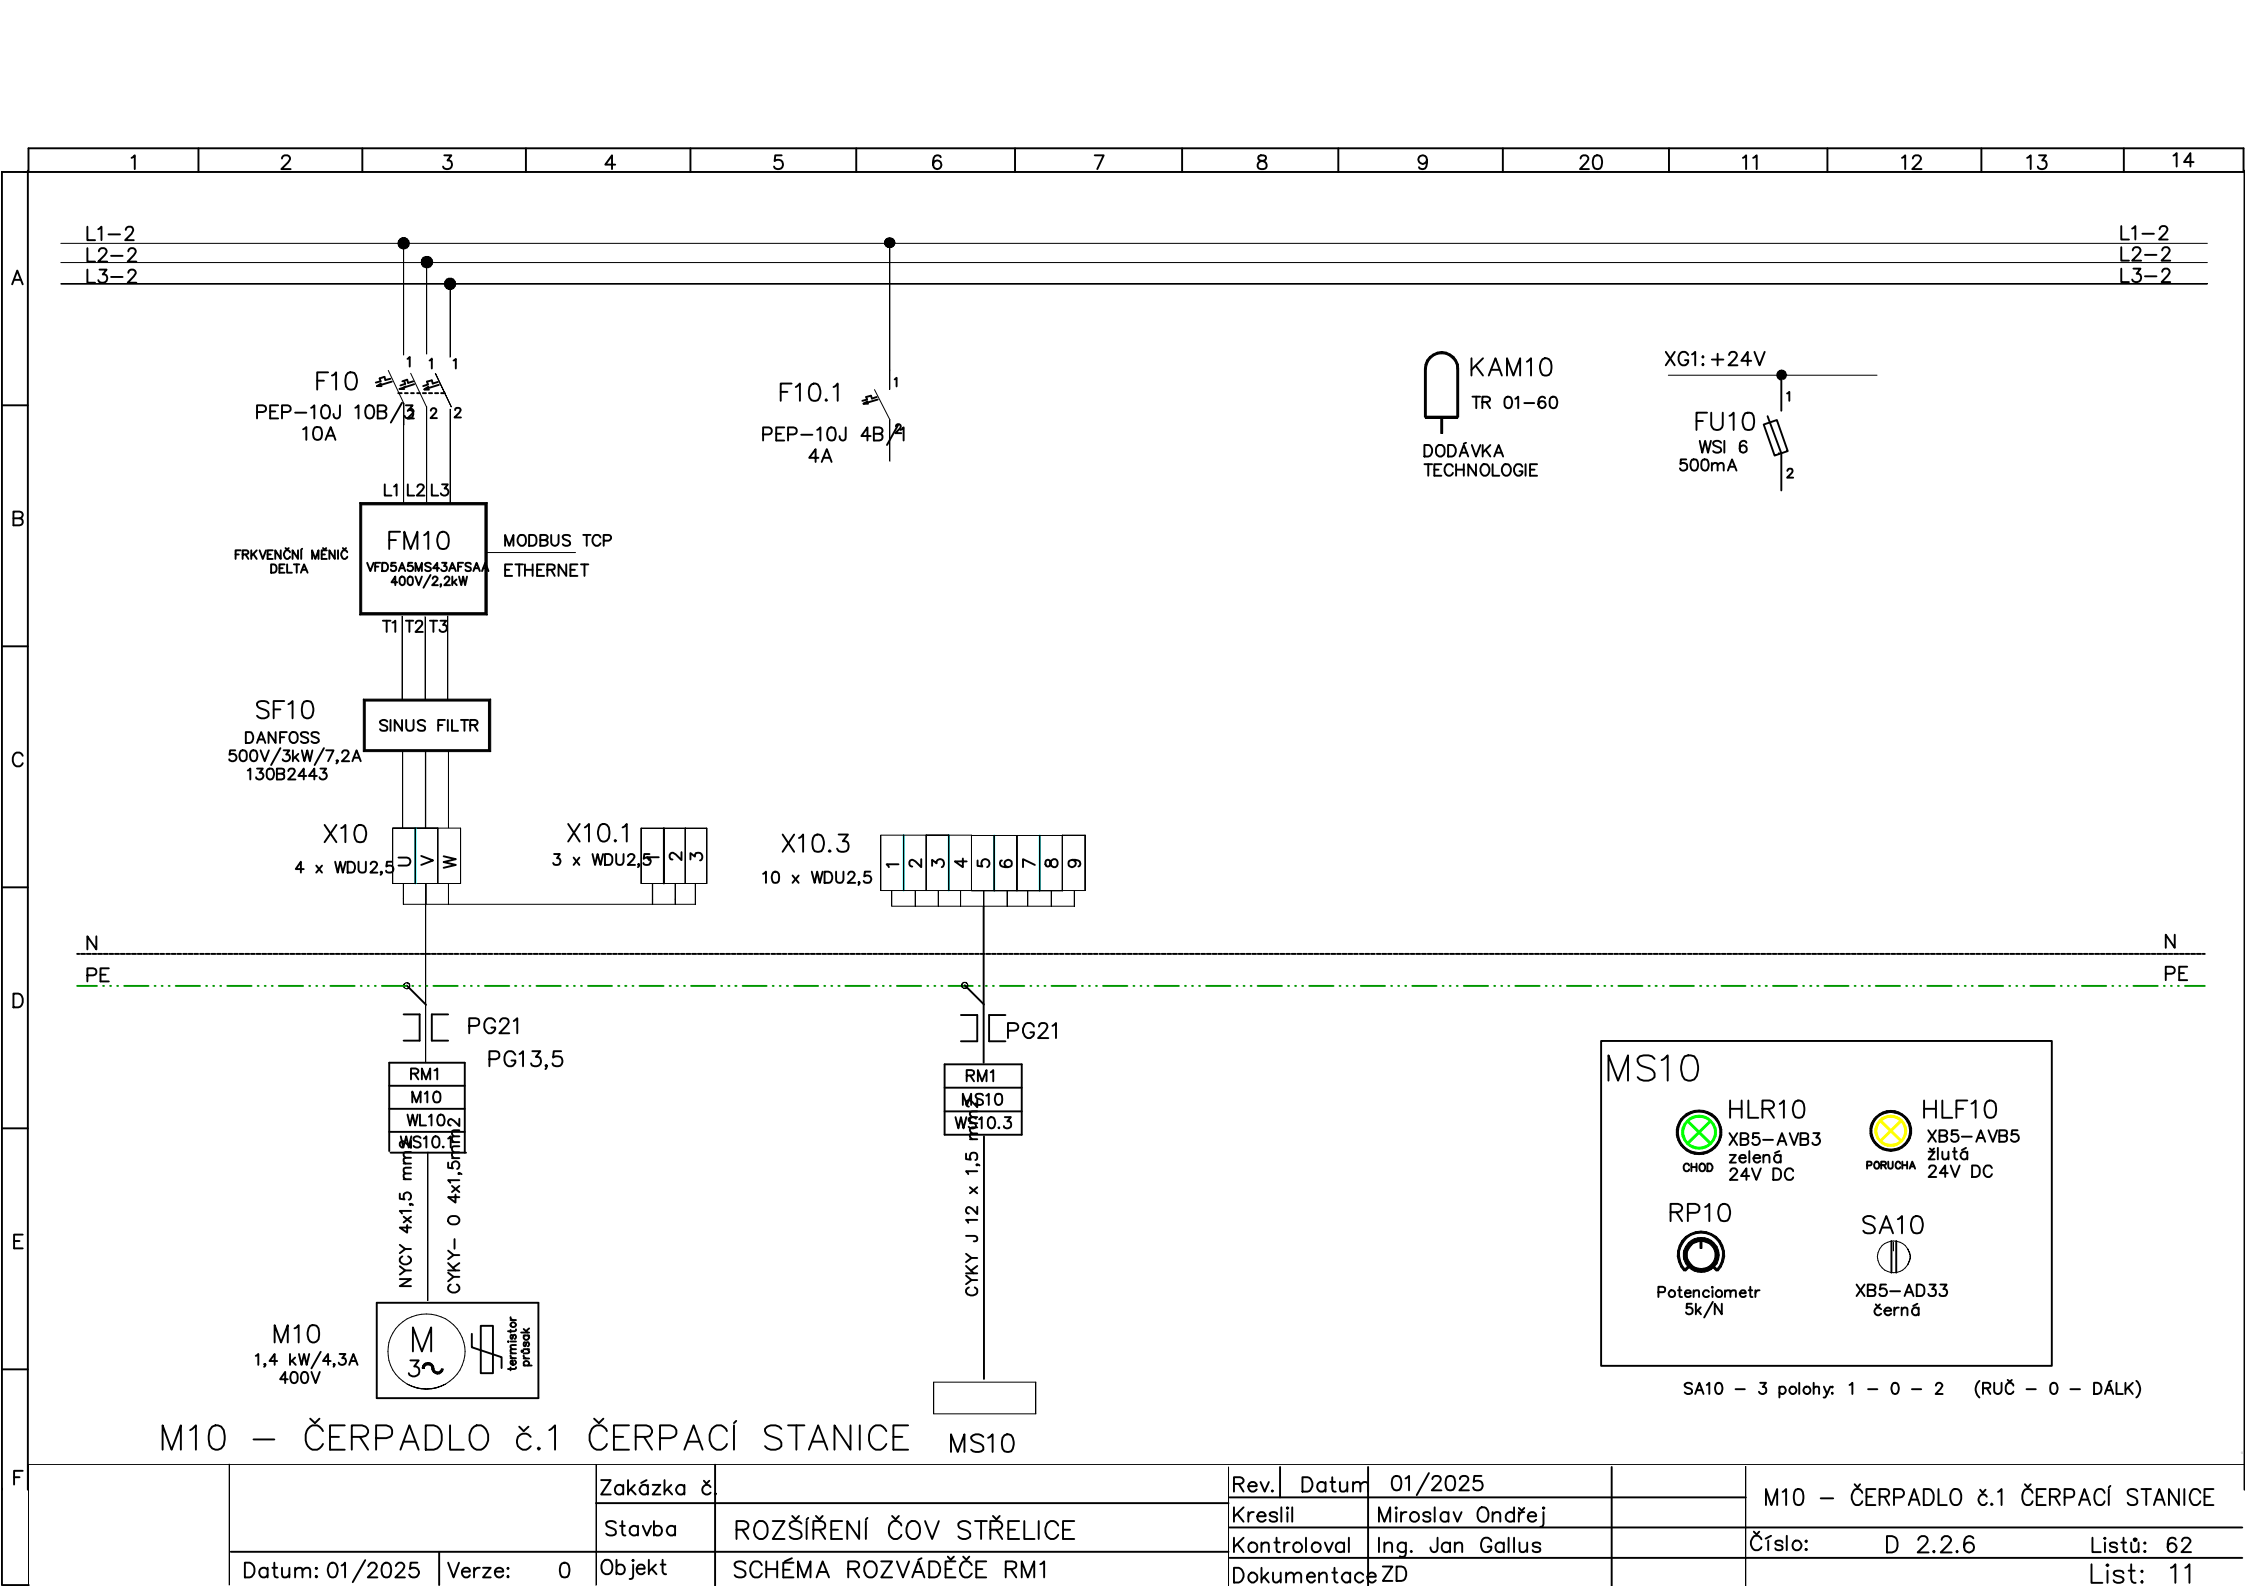 1 2 3 4 5 6 7 8 9 20 11 12 13 14
A
L1-2 L1-2
L2-2 L2-2
L3-2 L3-2
F10
1 1 1
PEP-10J 10B/3
2 2 2
10A
F10.1
1
PEP-10J 4B/1
2
4A
KAM10
TR 01-60
DODÁVKA
TECHNOLOGIE
XG1:+24V
1
FU10
WSI 6
500mA
2
B
L1 L2 L3
FM10
VFD5A5MS43AFSAA
400V/2,2kW
FRKVENČNÍ MĚNIČ
DELTA
MODBUS TCP
ETHERNET
T1 T2 T3
C
SF10
DANFOSS
500V/3kW/7,2A
130B2443
SINUS FILTR
X10
4 x WDU2,5
U V W
X10.1
3 x WDU2,5
1 2 3
X10.3
10 x WDU2,5
1 2 3 4 5 6 7 8 9
N N
PE PE
D
PG21
PG13,5
RM1
M10
WL10
WS10.1
NYCY 4x1,5 mm2
CYKY- O 4x1,5mm2
PG21
RM1
MS10
WS10.3
CYKY J 12 x 1,5 mm2
E
M10
1,4 kW/4,3A
400V
M
3~
termistor
průsak
MS10
MS10
HLR10
XB5-AVB3
zelená
24V DC
CHOD
HLF10
XB5-AVB5
žlutá
24V DC
PORUCHA
RP10
Potenciometr
5k/N
SA10
XB5-AD33
černá
SA10 - 3 polohy: 1 - 0 - 2 (RUČ - 0 - DÁLK)
M10 - ČERPADLO č.1 ČERPACÍ STANICE
F
Datum: 01/2025 Verze: 0
Zakázka č.
Stavba ROZŠÍŘENÍ ČOV STŘELICE
Objekt SCHÉMA ROZVÁDĚČE RM1
Rev. Datum 01/2025
Kreslil Miroslav Ondřej
Kontroloval Ing. Jan Gallus
Dokumentace ZD
M10 - ČERPADLO č.1 ČERPACÍ STANICE
Číslo: D 2.2.6 Listů: 62
List: 11